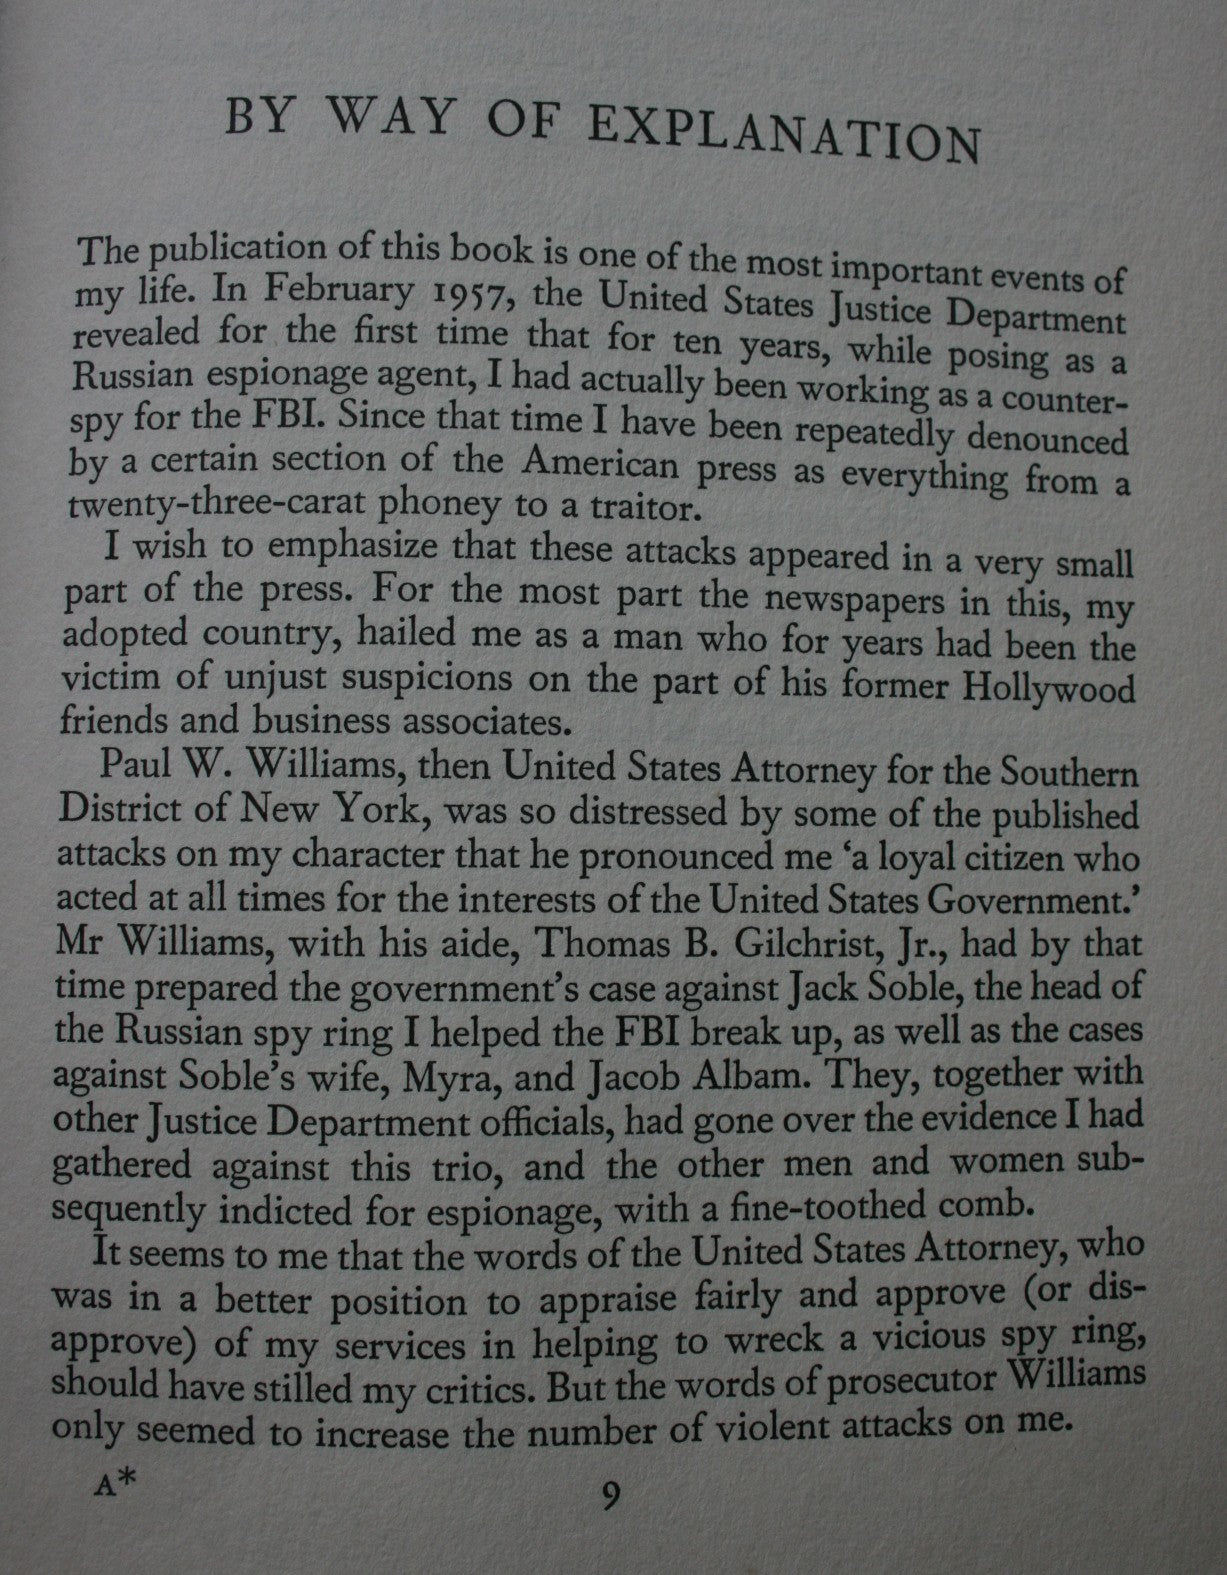 BY WAY OF EXPLANATION
The publication of this book is one of the most important events of
my life. In February 1957, the United States Justice Department
revealed for the first time that for ten years, while posing as a
Russian espionage agent, I had actually been working as a counter-
spy for the FBI. Since that time I have been repeatedly denounced
by a certain section of the American press as everything from a
twenty-three-carat phoney to a traitor.
I wish to emphasize that these attacks appeared in a very small
part of the press. For the most part the newspapers in this, my
adopted country, hailed me as a man who for years had been the
victim of unjust suspicions on the part of his former Hollywood
friends and business associates.
Paul W. Williams, then United States Attorney for the Southern
District of New York, was so distressed by some of the published
attacks on my character that he pronounced me ‘a loyal citizen who
acted at all times for the interests of the United States Government.’
Mr Williams, with his aide, Thomas B. Gilchrist, Jr., had by that
time prepared the government’s case against Jack Soble, the head of
the Russian spy ring I helped the FBI break up, as well as the cases
against Soble’s wife, Myra, and Jacob Albam. They, together with
other Justice Department officials, had gone over the evidence I had
gathered against this trio, and the other men and women sub-
sequently indicted for espionage, with a fine-toothed comb.
It seems to me that the words of the United States Attorney, who
was in a better position to appraise fairly and approve (or dis-
approve) of my services in helping to wreck a vicious spy ring,
should have stilled my critics. But the words of prosecutor Williams
only seemed to increase the number of violent attacks on me.
A*
9